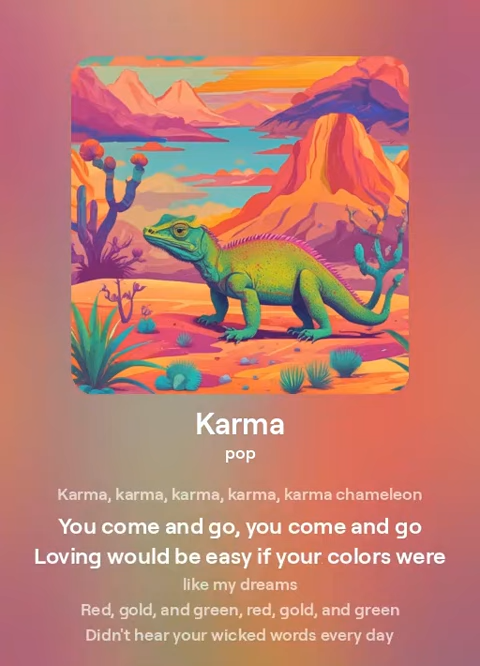 Karma
pop
Karma, karma, karma, karma, karma chameleon
You come and go, you come and go
Loving would be easy if your colors were
like my dreams
Red, gold, and green, red, gold, and green
Didn't hear your wicked words every day